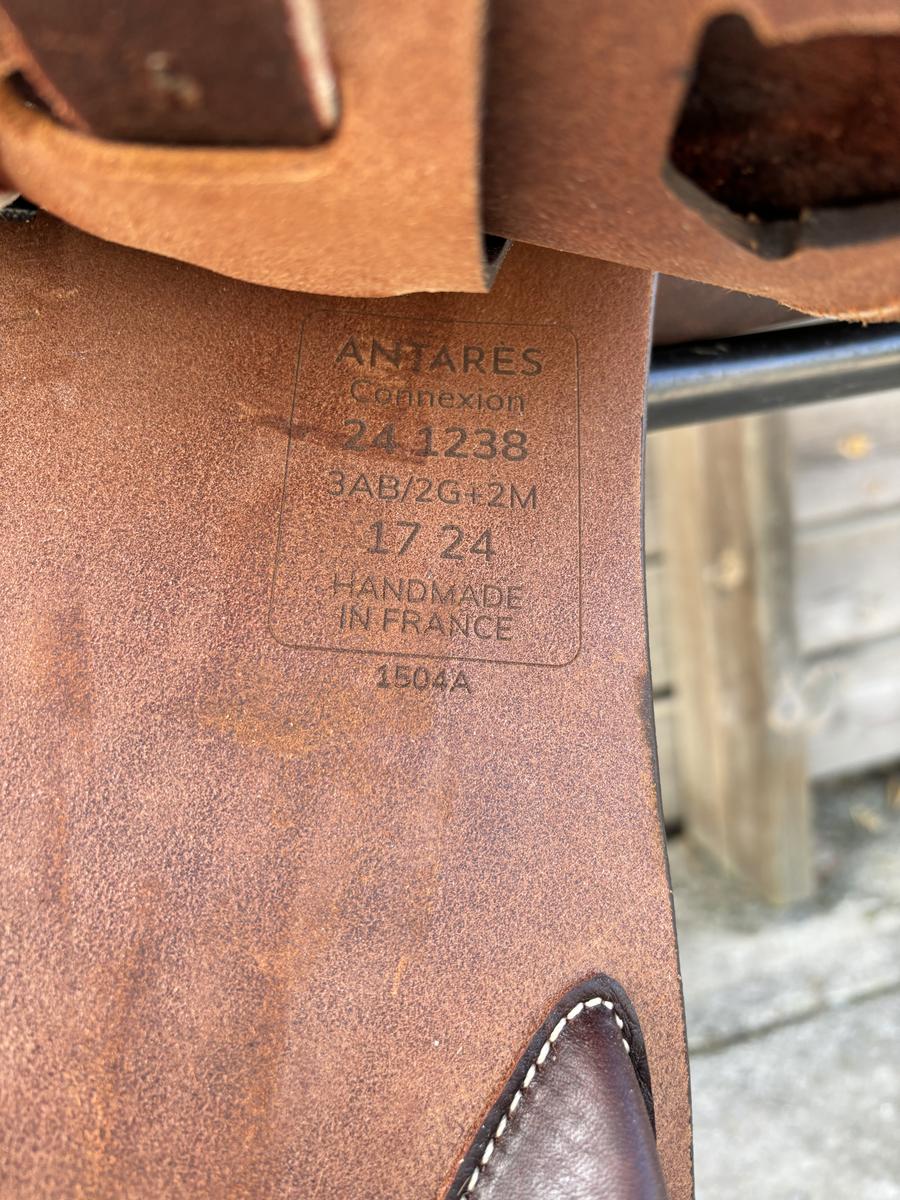 ANTARES
Connexion
24 1238
3AB/2G+2M
17 24
HANDMADE
IN FRANCE
1504A